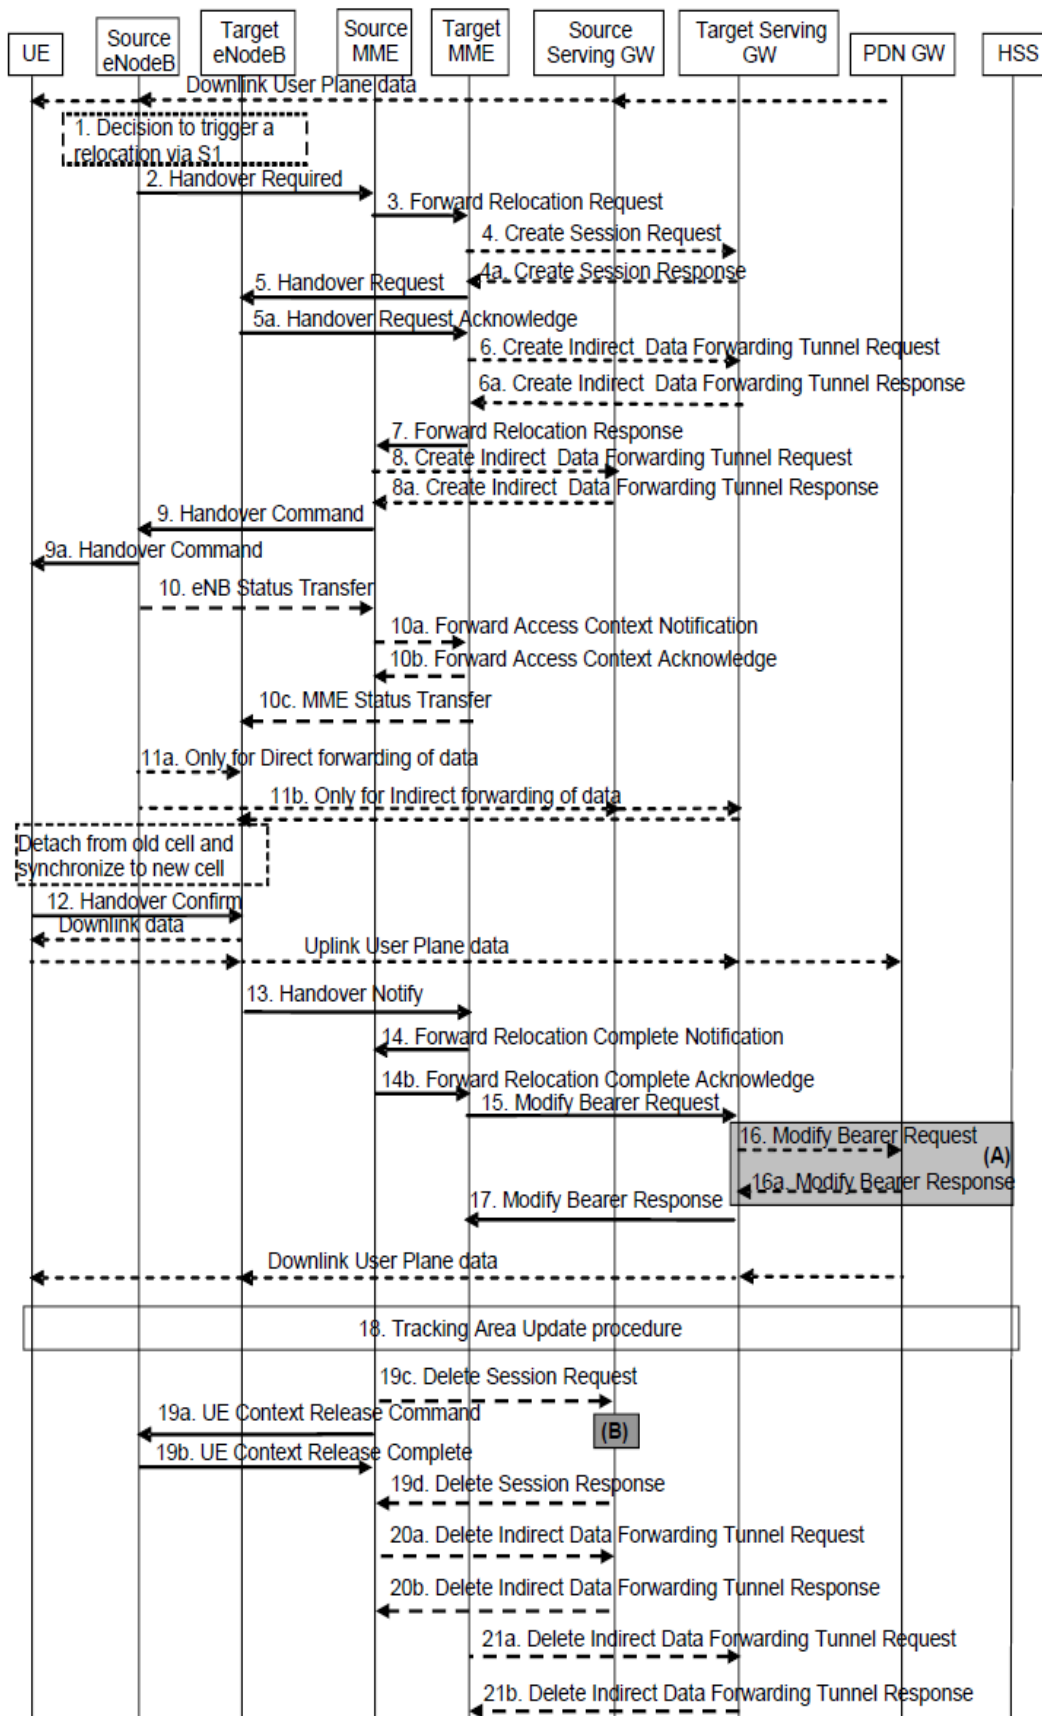 UE
Source
eNodeB
Target
eNodeB
Source
MME
Target
MME
Source
Serving GW
Target Serving
GW
PDN GW
HSS
Downlink User Plane data
1. Decision to trigger a
relocation via S1
2. Handover Required
3. Forward Relocation Request
4. Create Session Request
4a. Create Session Response
5. Handover Request
5a. Handover Request Acknowledge
6. Create Indirect Data Forwarding Tunnel Request
6a. Create Indirect Data Forwarding Tunnel Response
7. Forward Relocation Response
8. Create Indirect Data Forwarding Tunnel Request
8a. Create Indirect Data Forwarding Tunnel Response
9. Handover Command
9a. Handover Command
10. eNB Status Transfer
10a. Forward Access Context Notification
10b. Forward Access Context Acknowledge
10c. MME Status Transfer
11a. Only for Direct forwarding of data
11b. Only for Indirect forwarding of data
Detach from old cell and
synchronize to new cell
12. Handover Confirm
Downlink data
Uplink User Plane data
13. Handover Notify
14. Forward Relocation Complete Notification
14b. Forward Relocation Complete Acknowledge
15. Modify Bearer Request
16. Modify Bearer Request
(A)
16a. Modify Bearer Response
17. Modify Bearer Response
Downlink User Plane data
18. Tracking Area Update procedure
19c. Delete Session Request
19a. UE Context Release Command
(B)
19b. UE Context Release Complete
19d. Delete Session Response
20a. Delete Indirect Data Forwarding Tunnel Request
20b. Delete Indirect Data Forwarding Tunnel Response
21a. Delete Indirect Data Forwarding Tunnel Request
21b. Delete Indirect Data Forwarding Tunnel Response